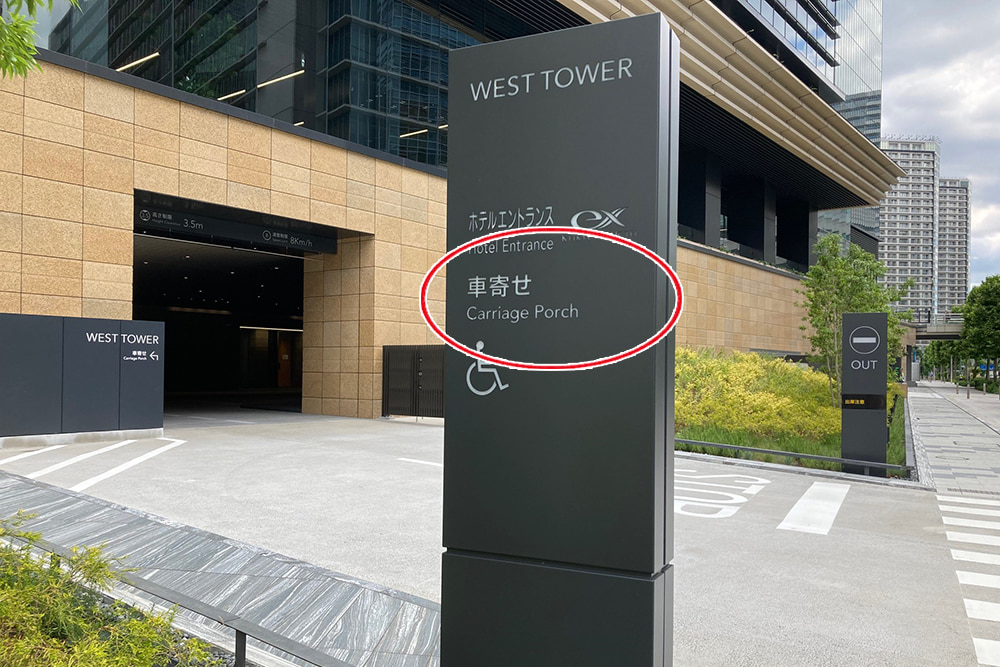 WEST TOWER
ホテルエントランス ex
Hotel Entrance
車寄せ
Carriage Porch
3.5m
8Km/h
WEST TOWER
車寄せ
Carriage Porch
OUT